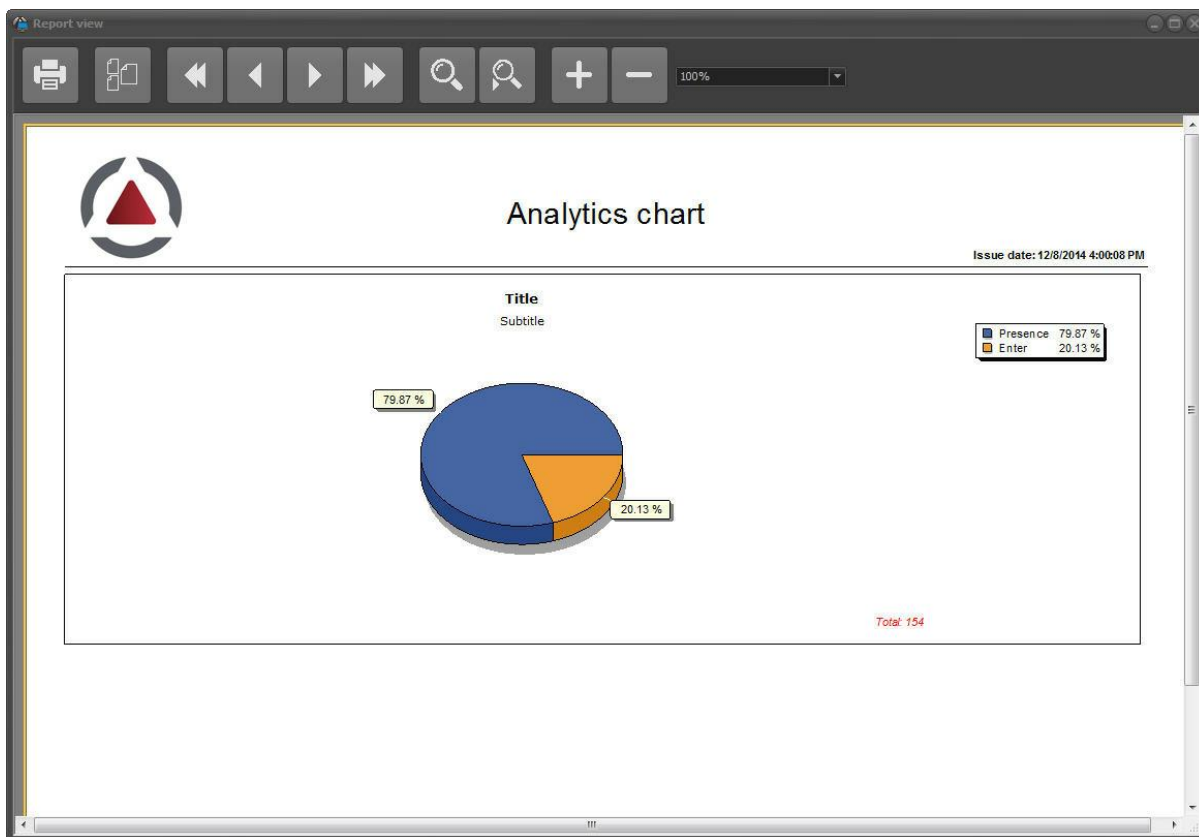 Report view
100%
Analytics chart
Issue date: 12/8/2014 4:00:08 PM
Title
Subtitle
Presence 79.87 %
Enter 20.13 %
79.87 %
20.13 %
Total: 154